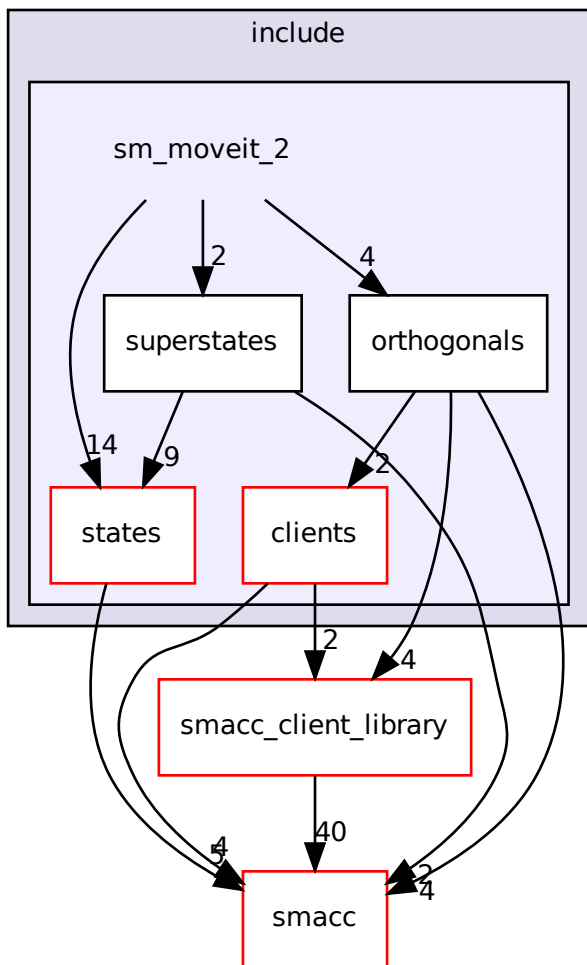 include
sm_moveit_2
2
4
superstates
orthogonals
14
9
2
states
clients
2
4
smacc_client_library
40
4
5
2
4
smacc